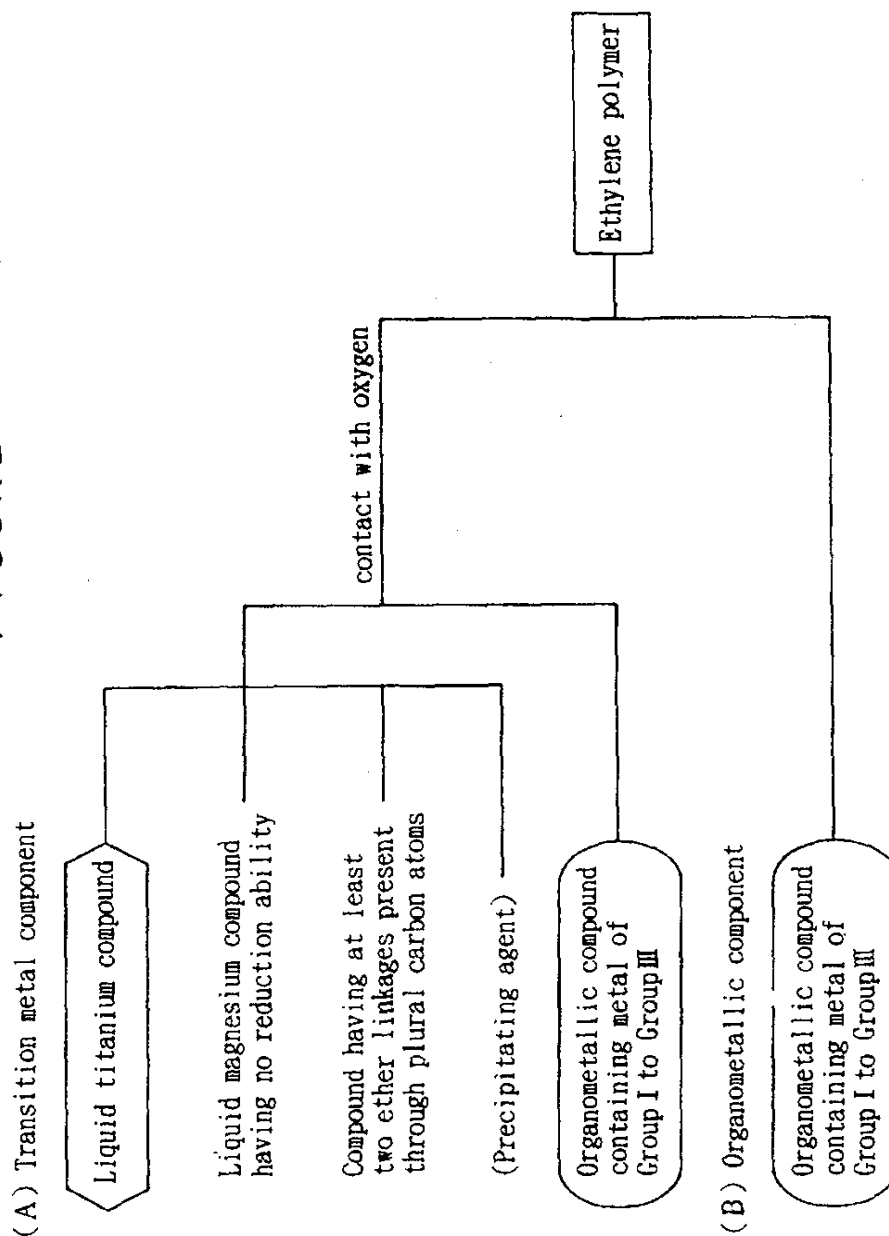 (A) Transition metal component
Liquid titanium compound
Liquid magnesium compound
having no reduction ability
Compound having at least
two ether linkages present
through plural carbon atoms
(Precipitating agent)
Organometallic compound
containing metal of
Group I to Group III
contact with oxygen
Ethylene polymer
(B) Organometallic component
Organometallic compound
containing metal of
Group I to Group III